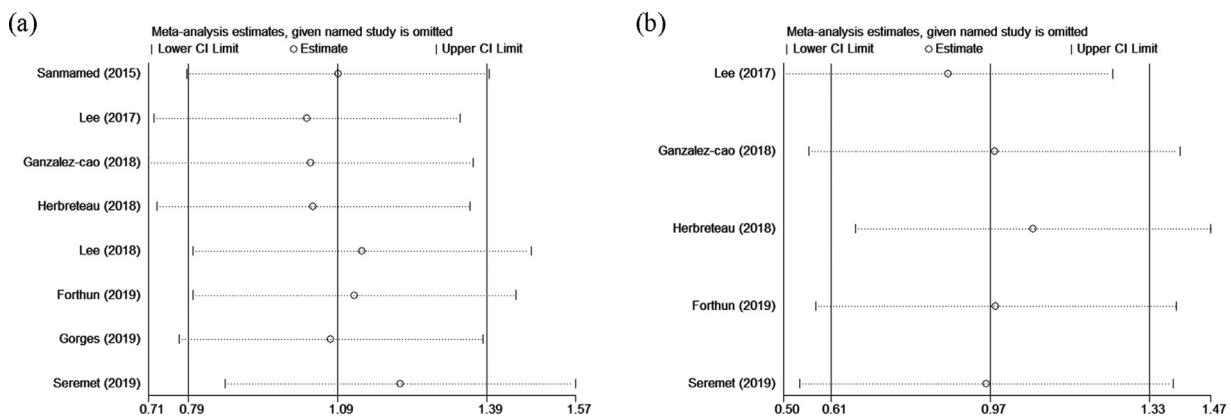 (a)
Meta-analysis estimates, given named study is omitted
Lower CI Limit Estimate Upper CI Limit
Sanmamed (2015)
Lee (2017)
Ganzalez-cao (2018)
Herbreteau (2018)
Lee (2018)
Forthun (2019)
Gorges (2019)
Seremet (2019)
0.71 0.79 1.09 1.39 1.57
(b)
Meta-analysis estimates, given named study is omitted
Lower CI Limit Estimate Upper CI Limit
Lee (2017)
Ganzalez-cao (2018)
Herbreteau (2018)
Forthun (2019)
Seremet (2019)
0.50 0.61 0.97 1.33 1.47